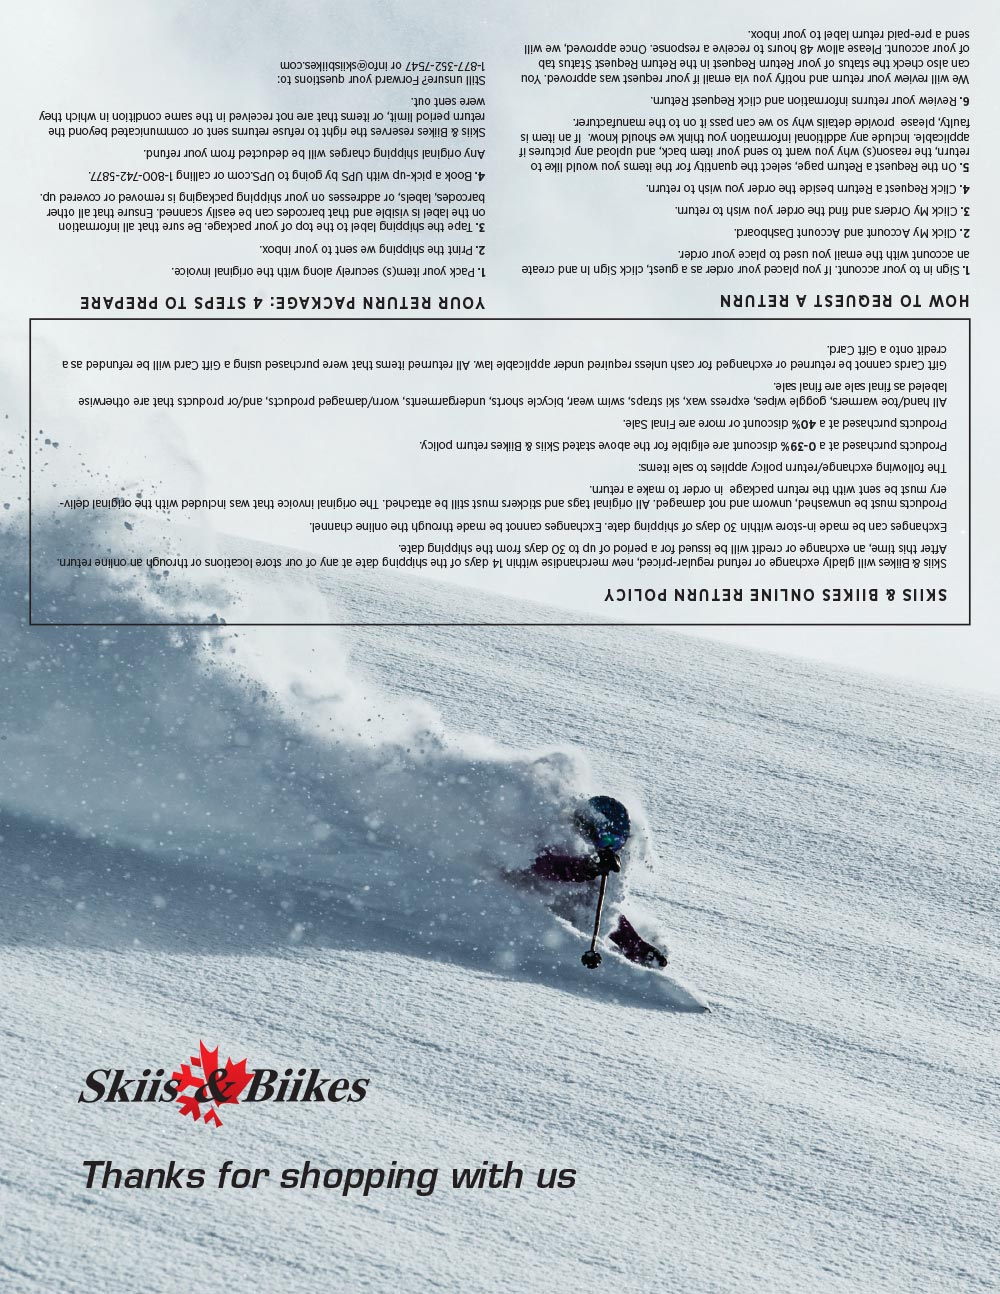 SKIIS & BIIKES ONLINE RETURN POLICY
Skiis & Biikes will gladly exchange or refund regular-priced, new merchandise within 14 days of the shipping date at any of our store locations or through an online return.
After this time, an exchange or credit will be issued for a period of up to 30 days from the shipping date.
Exchanges can be made in-store within 30 days of shipping date. Exchanges cannot be made through the online channel.
Products must be unwashed, unworn and not damaged. All original tags and stickers must still be attached. The original invoice that was included with the original deliv-
ery must be sent with the return package in order to make a return.
The following exchange/return policy applies to sale items:
Products purchased at a 0-39% discount are eligible for the above stated Skiis & Biikes return policy.
Products purchased at a 40% discount or more are Final Sale.
All hand/toe warmers, goggle wipes, express wax, ski straps, swim wear, bicycle shorts, undergarments, worn/damaged products, and/or products that are otherwise
labeled as final sale are final sale.
Gift Cards cannot be returned or exchanged for cash unless required under applicable law. All returned items that were purchased using a Gift Card will be refunded as a
credit onto a Gift Card.
HOW TO REQUEST A RETURN
1. Sign in to your account. If you placed your order as a guest, click Sign In and create
an account with the email you used to place your order.
2. Click My Account and Account Dashboard.
3. Click My Orders and find the order you wish to return.
4. Click Request a Return beside the order you wish to return.
5. On the Request a Return page, select the quantity for the items you would like to
return, the reason(s) why you want to send your item back, and upload any pictures if
applicable. Include any additional information you think we should know. If an item is
faulty, please provide details why so we can pass it on to the manufacturer.
6. Review your returns information and click Request Return.
We will review your return and notify you via email if your request was approved. You
can also check the status of your Return Request in the Return Request Status tab
of your account. Please allow 48 hours to receive a response. Once approved, we will
send a pre-paid return label to your inbox.
YOUR RETURN PACKAGE: 4 STEPS TO PREPARE
1. Pack your item(s) securely along with the original invoice.
2. Print the shipping we sent to your inbox.
3. Tape the shipping label to the top of your package. Be sure that all information
on the label is visible and that barcodes can be easily scanned. Ensure that all other
barcodes, labels, or addresses on your shipping packaging is removed or covered up.
4. Book a pick-up with UPS by going to UPS.com or calling 1-800-742-5877.
Any original shipping charges will be deducted from your refund.
Skiis & Biikes reserves the right to refuse returns sent or communicated beyond the
return period limit, or items that are not received in the same condition in which they
were sent out.
Still unsure? Forward your questions to:
1-877-352-7547 or info@skiisbiikes.com
Skiis & Biikes
Thanks for shopping with us